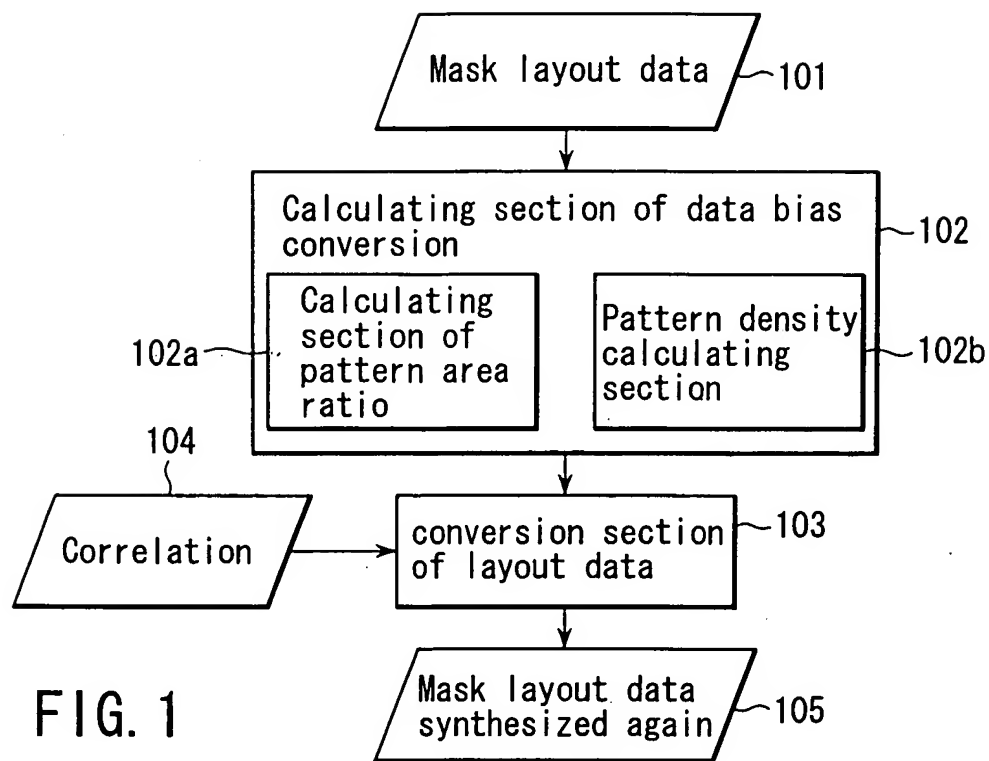 Mask layout data
101
Calculating section of data bias
conversion
102
Calculating
section of
pattern area
ratio
102a
Pattern density
calculating
section
102b
104
Correlation
conversion section
of layout data
103
Mask layout data
synthesized again
105
FIG. 1